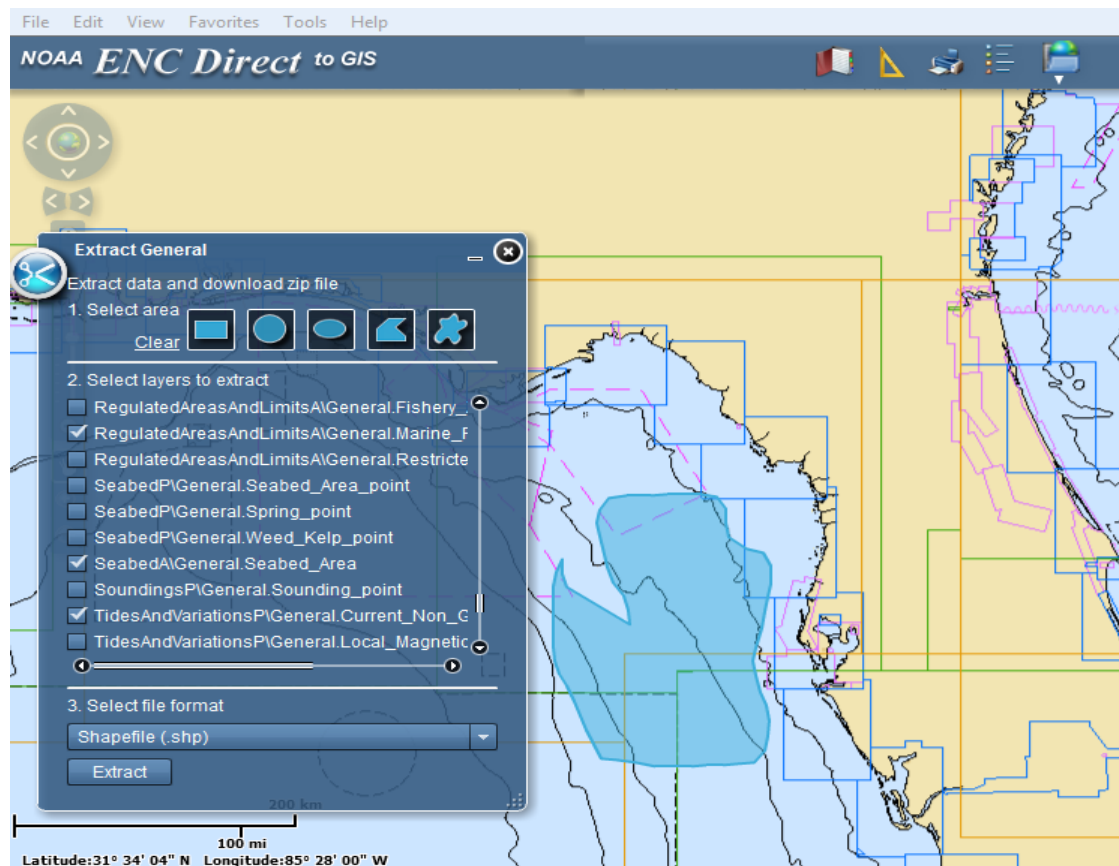 File Edit View Favorites Tools Help
NOAA ENC Direct to GIS
Extract General
Extract data and download zip file
1. Select area
Clear
2. Select layers to extract
RegulatedAreasAndLimitsA\General.Fishery_
RegulatedAreasAndLimitsA\General.Marine_
RegulatedAreasAndLimitsA\General.Restricte
SeabedP\General.Seabed_Area_point
SeabedP\General.Spring_point
SeabedP\General.Weed_Kelp_point
SeabedA\General.Seabed_Area
SoundingsP\General.Sounding_point
TidesAndVariationsP\General.Current_Non_G
TidesAndVariationsP\General.Local_Magnetic
3. Select file format
Shapefile (.shp)
Extract
200 km
100 mi
Latitude:31° 34' 04" N Longitude:85° 28' 00" W